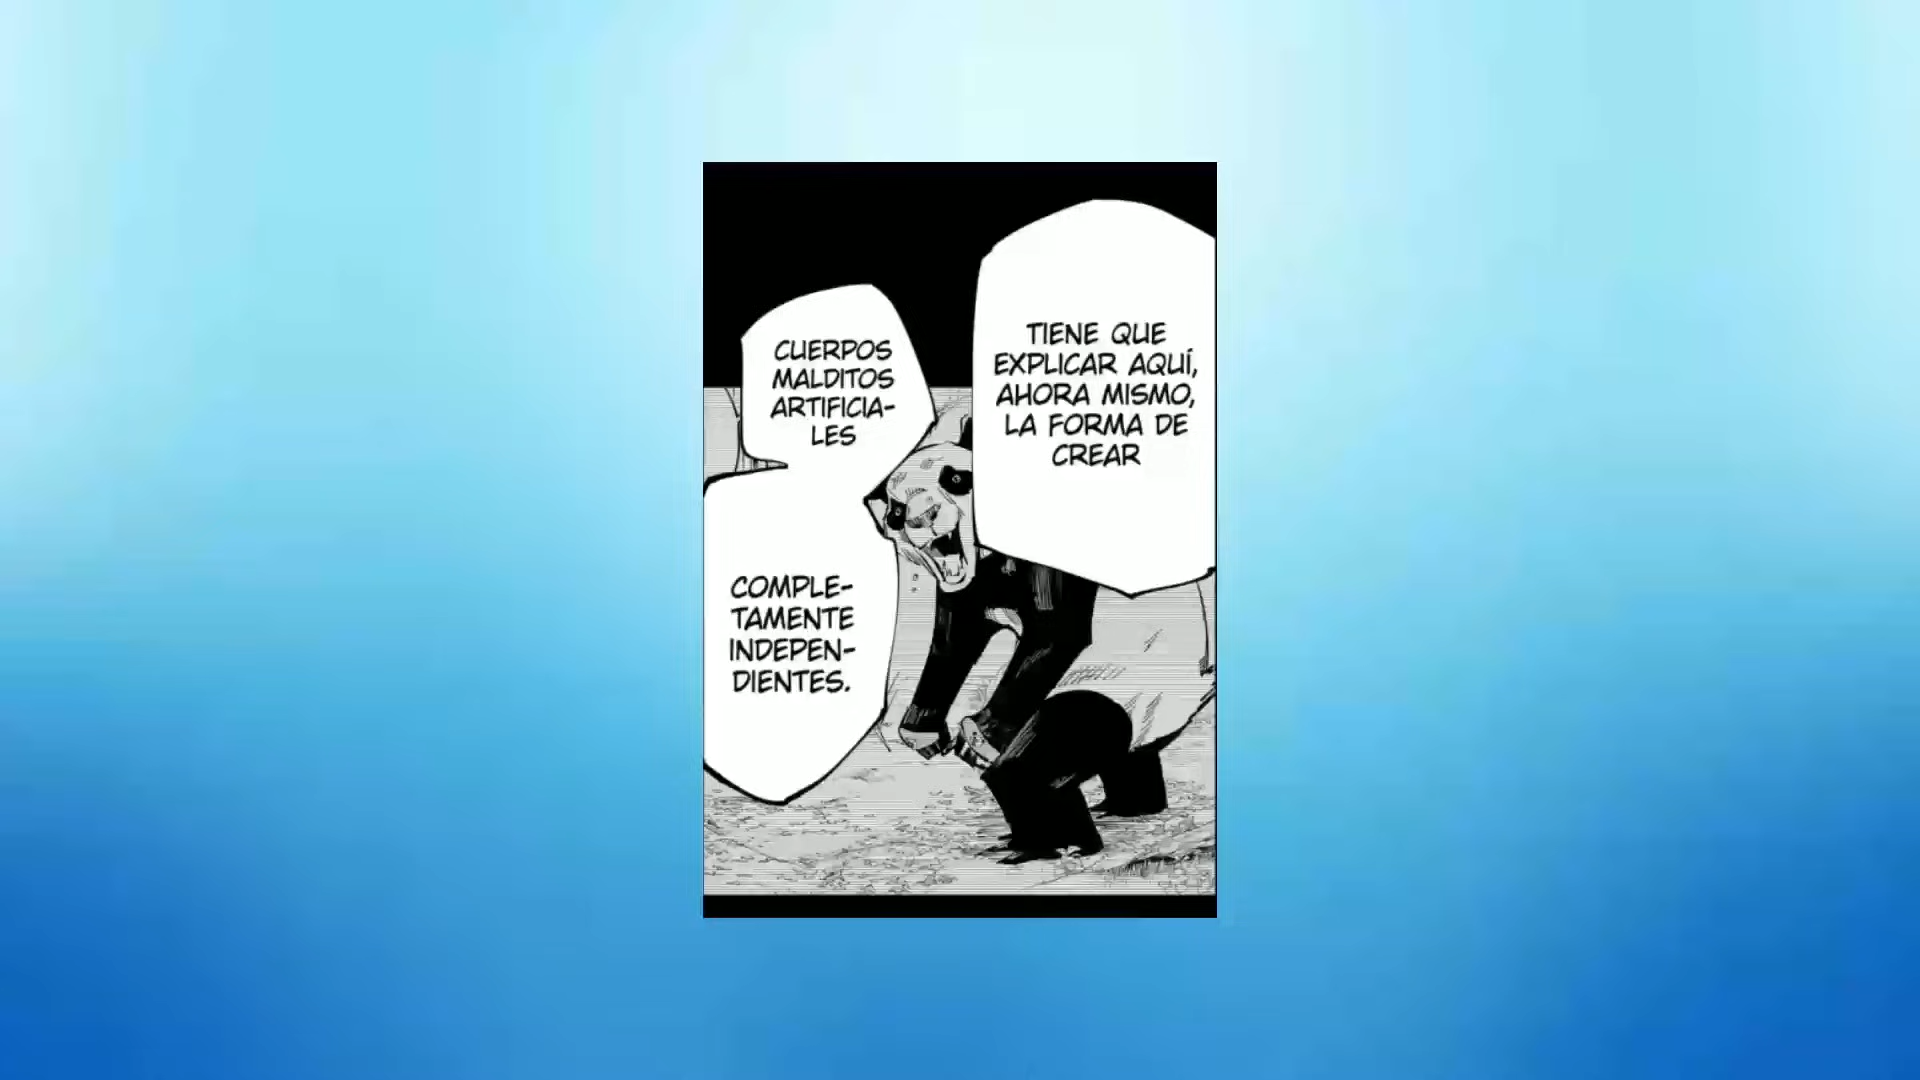 TIENE QUE
EXPLICAR AQUÍ,
AHORA MISMO,
LA FORMA DE
CREAR
CUERPOS
MALDITOS
ARTIFICIA-
LES
COMPLE-
TAMENTE
INDEPEN-
DIENTES.